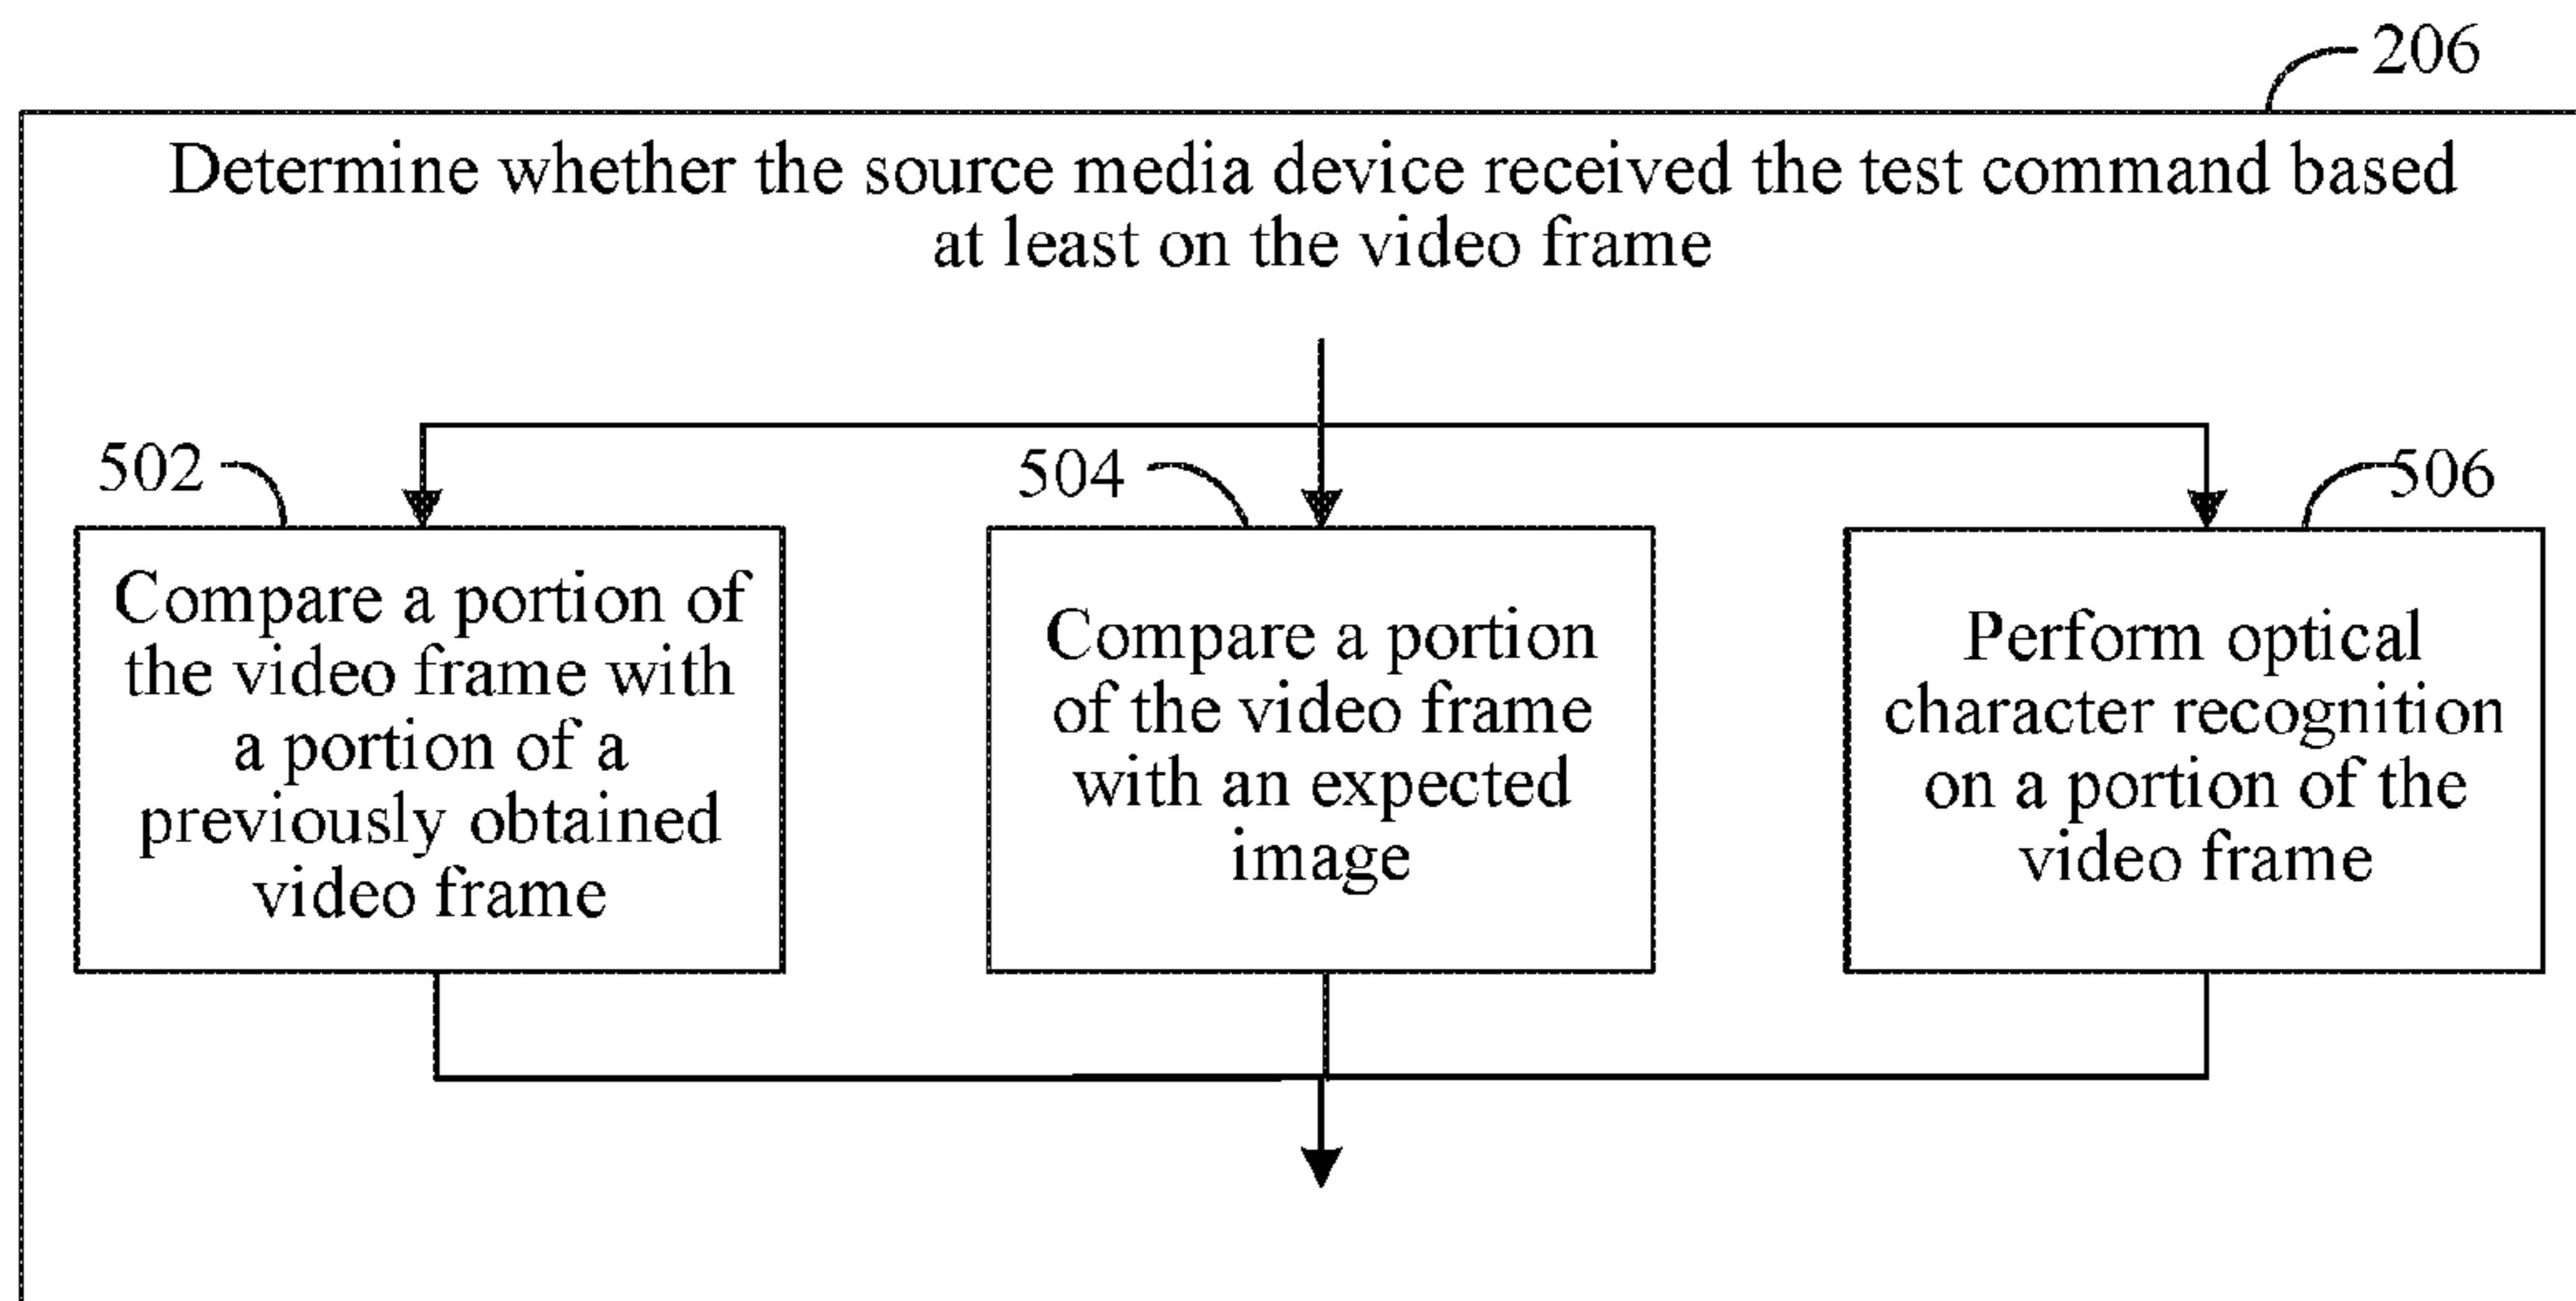 206
Determine whether the source media device received the test command based
at least on the video frame
502
Compare a portion of
the video frame with
a portion of a
previously obtained
video frame
504
Compare a portion
of the video frame
with an expected
image
506
Perform optical
character recognition
on a portion of the
video frame